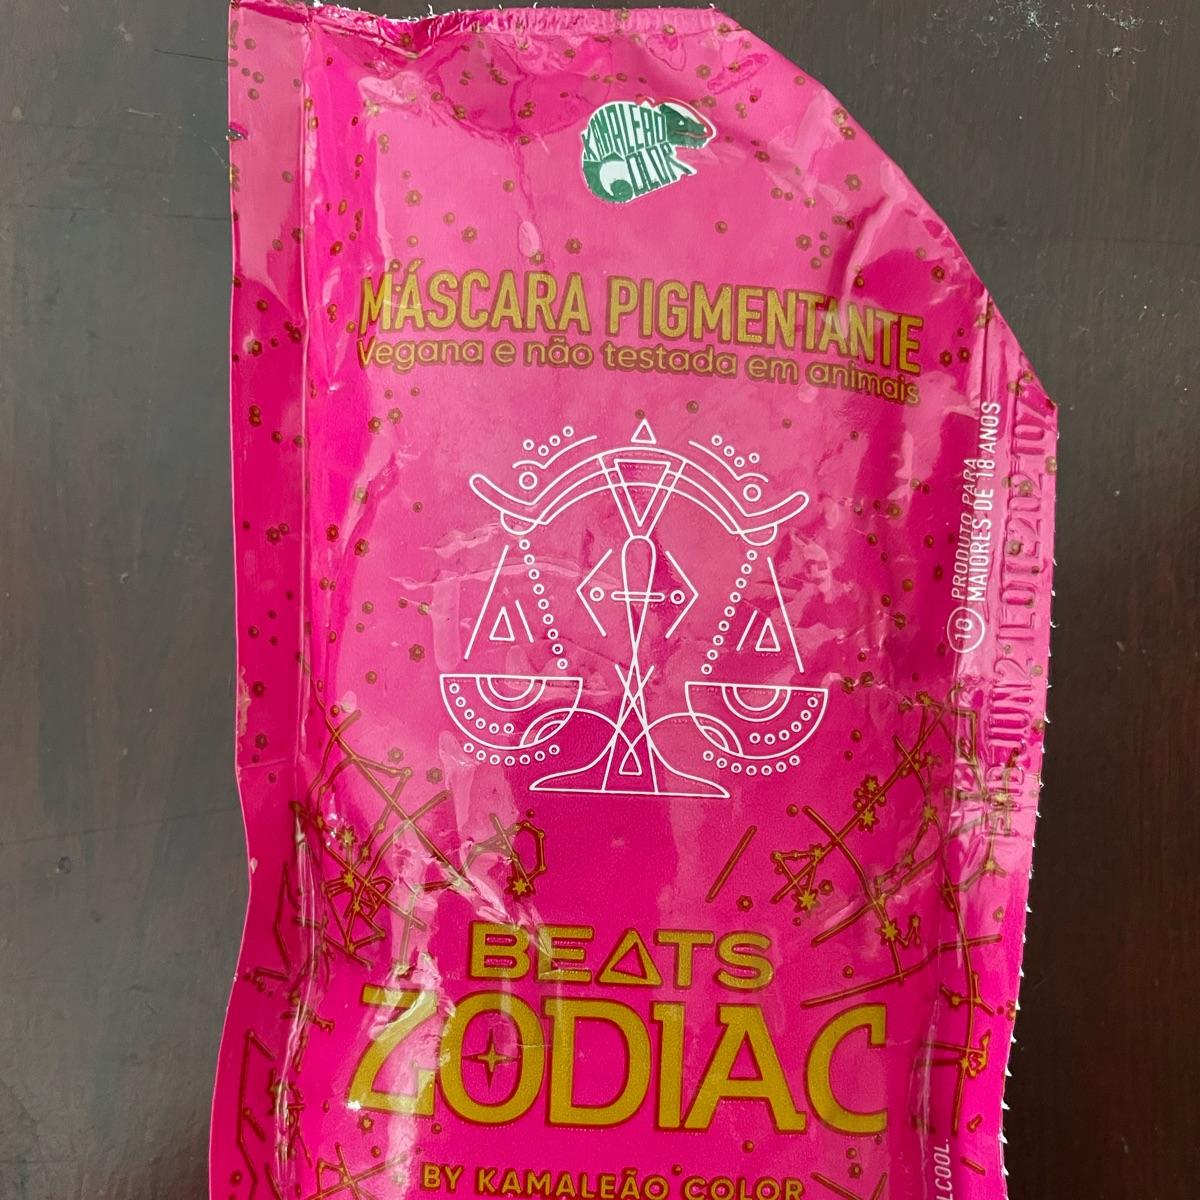 KAMALEÃO
COLOR
MÁSCARA PIGMENTANTE
Vegana e não testada em animais
18 PRODUTO PARA
MAIORES DE 18 ANOS
BEATS
ZODIAC
BY KAMALEÃO COLOR